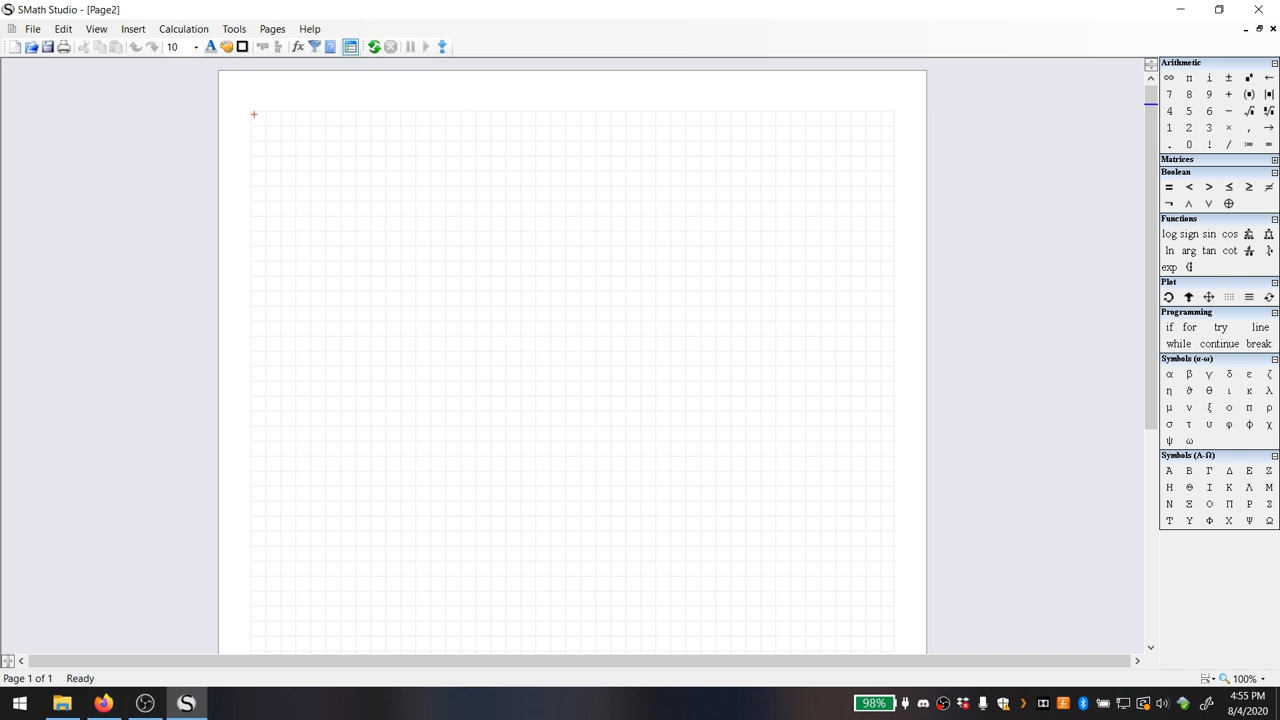 SMath Studio - [Page2]
File Edit View Insert Calculation Tools Pages Help
10
Arithmetic
∞ π i ±
7 8 9 +
4 5 6 −
1 2 3 × , →
. 0 ! / := =
Matrices
Boolean
= < > ≤ ≥ ≠
¬ ∧ ∨ ⊕
Functions
log sign sin cos
ln arg tan cot
exp
Plot
Programming
if for try line
while continue break
Symbols (α-ω)
α β γ δ ε ζ
η ϑ θ ι κ λ
μ ν ξ ο π ρ
σ τ υ φ ϕ χ
ψ ω
Symbols (Α-Ω)
Α Β Γ Δ Ε Ζ
Η Θ Ι Κ Λ Μ
Ν Ξ Ο Π Ρ Σ
Τ Υ Φ Χ Ψ Ω
Page 1 of 1 Ready
100%
98%
4:55 PM
8/4/2020